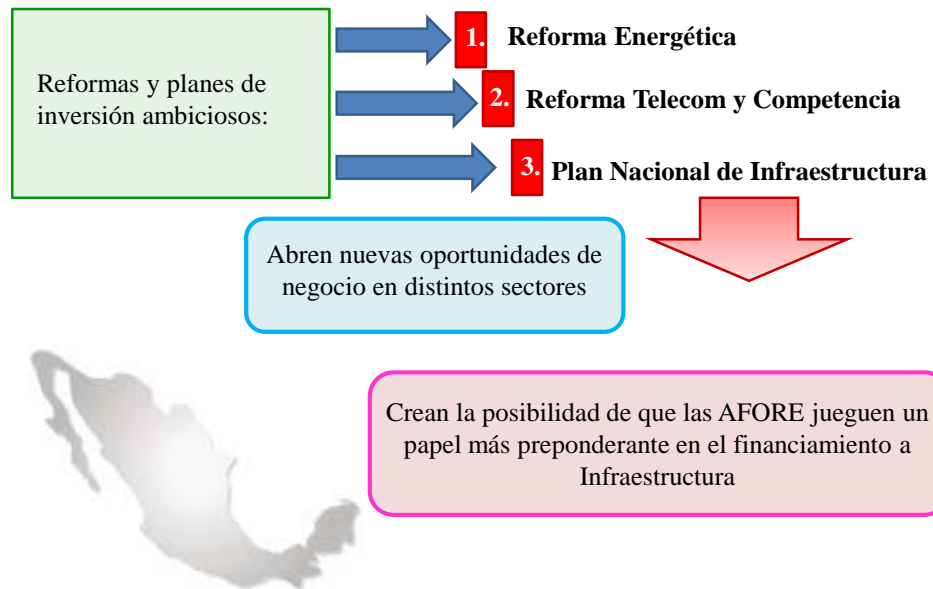 Reformas y planes de
inversión ambiciosos:
1. Reforma Energética
2. Reforma Telecom y Competencia
3. Plan Nacional de Infraestructura
Abren nuevas oportunidades de
negocio en distintos sectores
Crean la posibilidad de que las AFORE jueguen un
papel más preponderante en el financiamiento a
Infraestructura